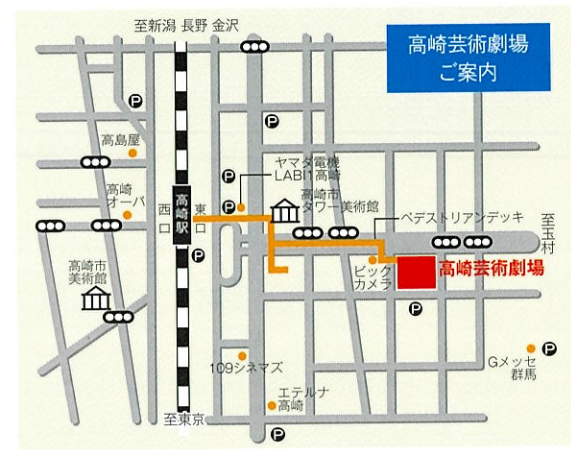 至新潟 長野 金沢
高崎芸術劇場
ご案内
P
P
高島屋
ヤマダ電機
LABI1高崎
P
高崎
オーパ
P
高崎市
タワー美術館
西口
高崎駅
東口
ペデストリアンデッキ
至玉村
P
高崎市
美術館
ビック
カメラ
高崎芸術劇場
P
109シネマズ
Gメッセ
群馬
P
エテルナ
高崎
至東京
P